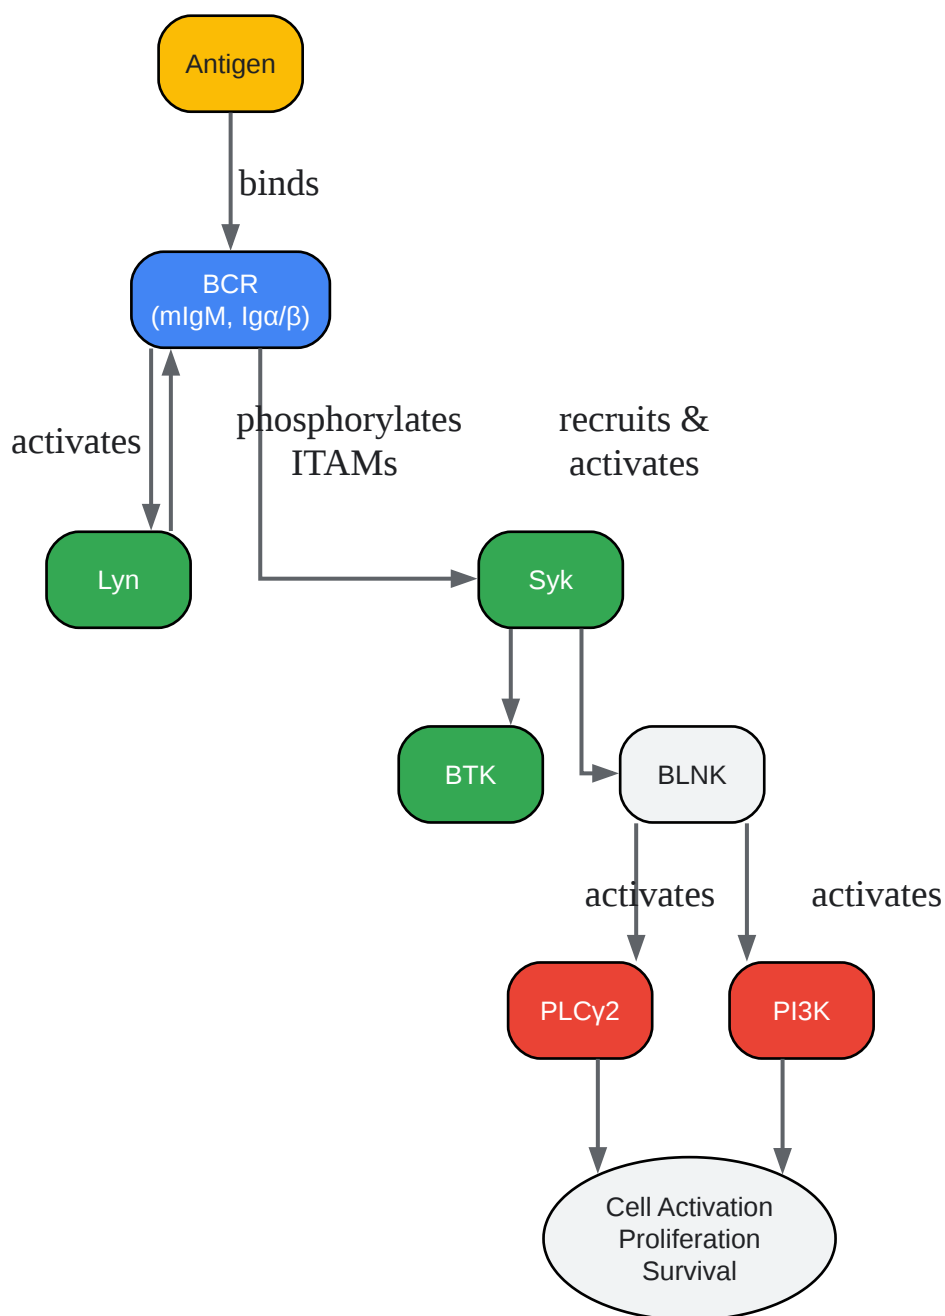 Antigen
binds
BCR
(mIgM, Igα/β)
activates
phosphorylates
ITAMs
recruits &
activates
Lyn
Syk
BTK
BLNK
activates
activates
PLCγ2
PI3K
Cell Activation
Proliferation
Survival